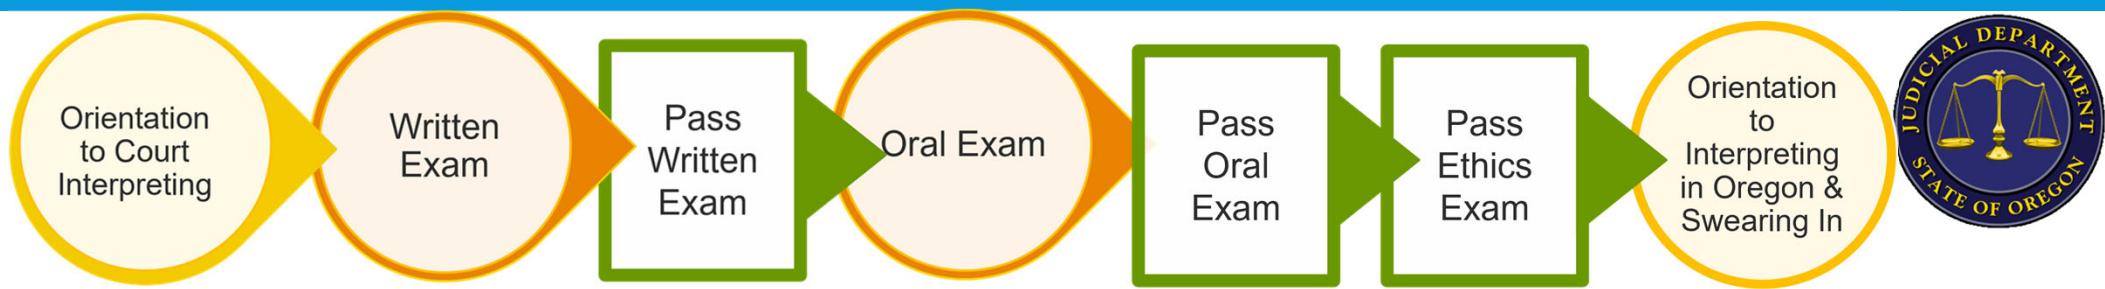 Orientation
to Court
Interpreting
Written
Exam
Pass
Written
Exam
Oral Exam
Pass
Oral
Exam
Pass
Ethics
Exam
Orientation
to
Interpreting
in Oregon &
Swearing In
JUDICIAL DEPARTMENT
STATE OF OREGON